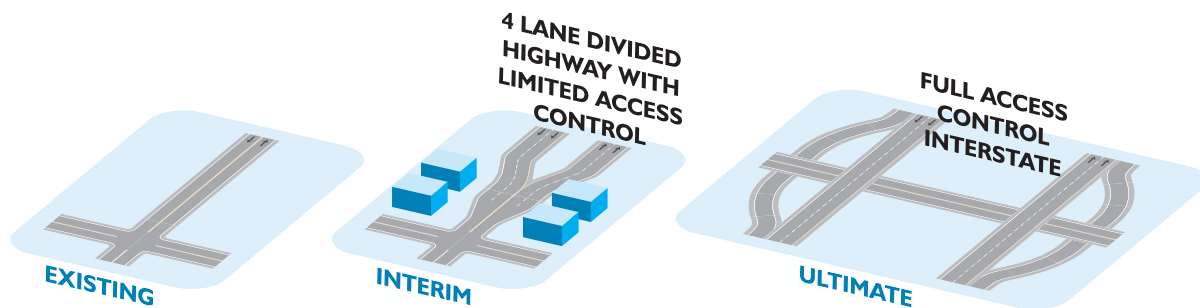 4 LANE DIVIDED
HIGHWAY WITH
LIMITED ACCESS
CONTROL
FULL ACCESS
CONTROL
INTERSTATE
EXISTING
INTERIM
ULTIMATE